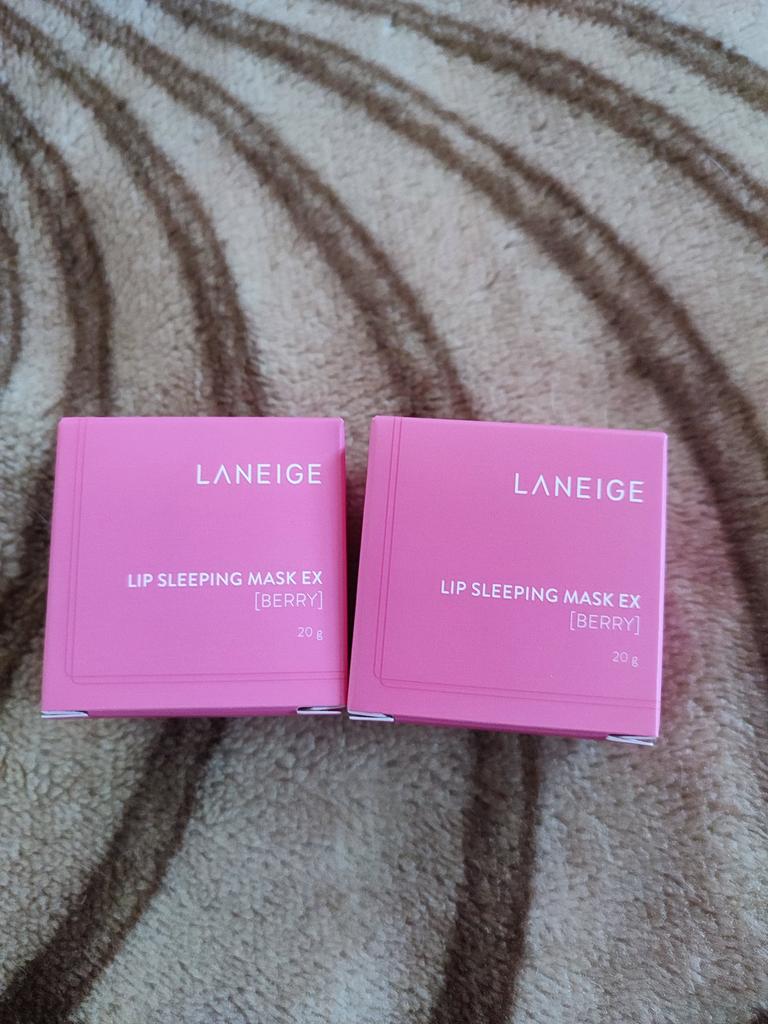 LANEIGE
LIP SLEEPING MASK EX
[BERRY]
20 g
LANEIGE
LIP SLEEPING MASK EX
[BERRY]
20 g